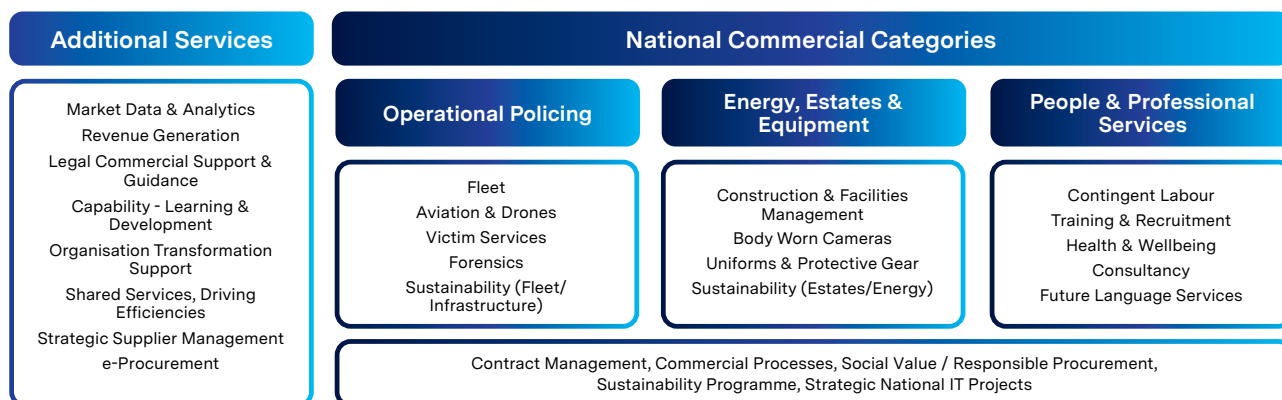 Additional Services
Market Data & Analytics
Revenue Generation
Legal Commercial Support &
Guidance
Capability - Learning &
Development
Organisation Transformation
Support
Shared Services, Driving
Efficiencies
Strategic Supplier Management
e-Procurement
National Commercial Categories
Operational Policing
Fleet
Aviation & Drones
Victim Services
Forensics
Sustainability (Fleet/
Infrastructure)
Energy, Estates &
Equipment
Construction & Facilities
Management
Body Worn Cameras
Uniforms & Protective Gear
Sustainability (Estates/Energy)
People & Professional
Services
Contingent Labour
Training & Recruitment
Health & Wellbeing
Consultancy
Future Language Services
Contract Management, Commercial Processes, Social Value / Responsible Procurement,
Sustainability Programme, Strategic National IT Projects